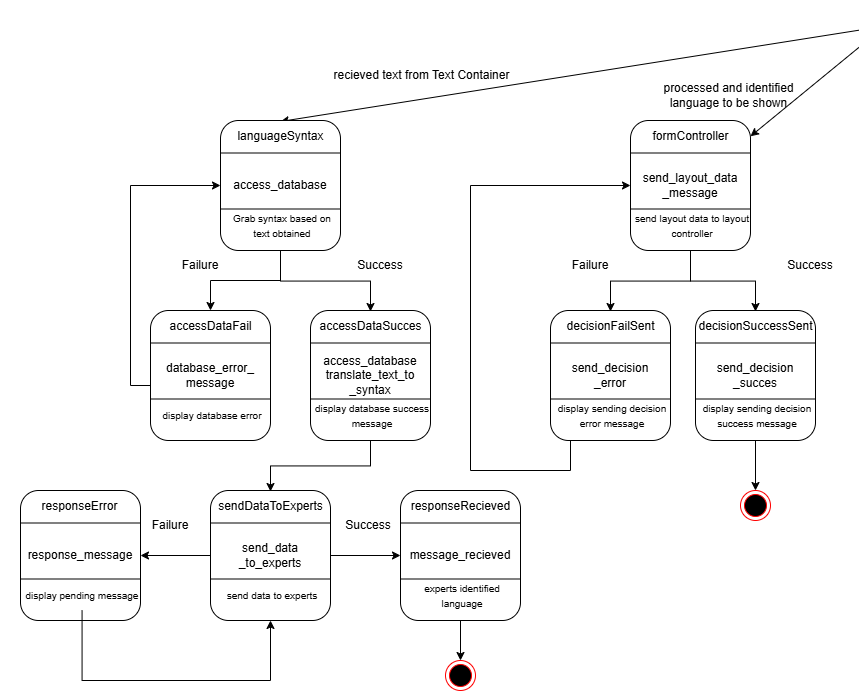 recieved text from Text Container
processed and identified
language to be shown
languageSyntax
access_database
Grab syntax based on
text obtained
formController
send_layout_data
_message
send layout data to layout
controller
Failure
Success
Failure
Success
accessDataFail
database_error_
message
display database error
accessDataSucces
access_database
translate_text_to
_syntax
display database success
message
decisionFailSent
send_decision
_error
display sending decision
error message
decisionSuccessSent
send_decision
_succes
display sending decision
success message
responseError
response_message
display pending message
Failure
sendDataToExperts
send_data
_to_experts
send data to experts
Success
responseRecieved
message_recieved
experts identified
language